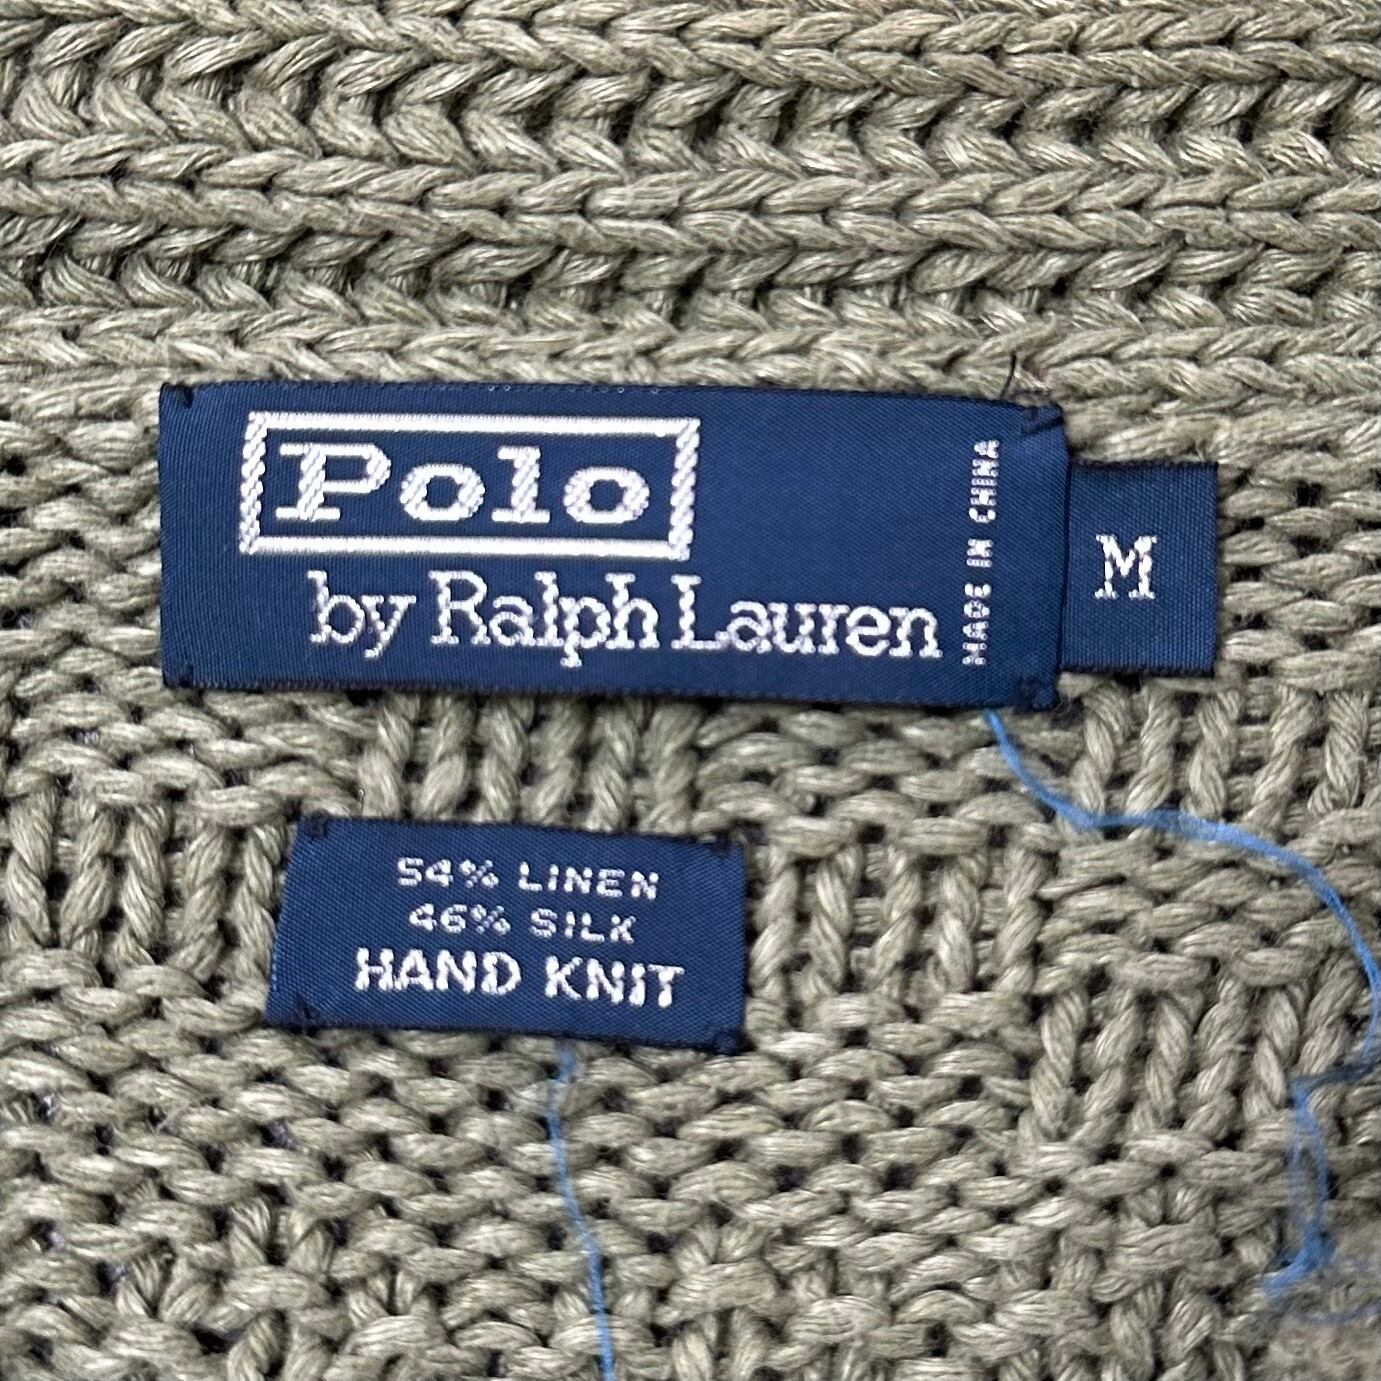 Polo
by Ralph Lauren
MADE IN CHINA
M
54% LINEN
46% SILK
HAND KNIT